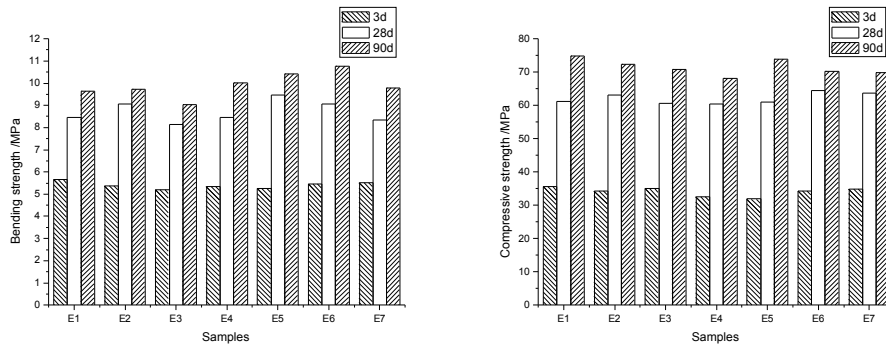 3d
28d
90d
12
11
10
9
8
7
6
5
4
3
2
1
0
Bending strength /MPa
E1 E2 E3 E4 E5 E6 E7
Samples
3d
28d
90d
80
70
60
50
40
30
20
10
0
Compressive strength /MPa
E1 E2 E3 E4 E5 E6 E7
Samples